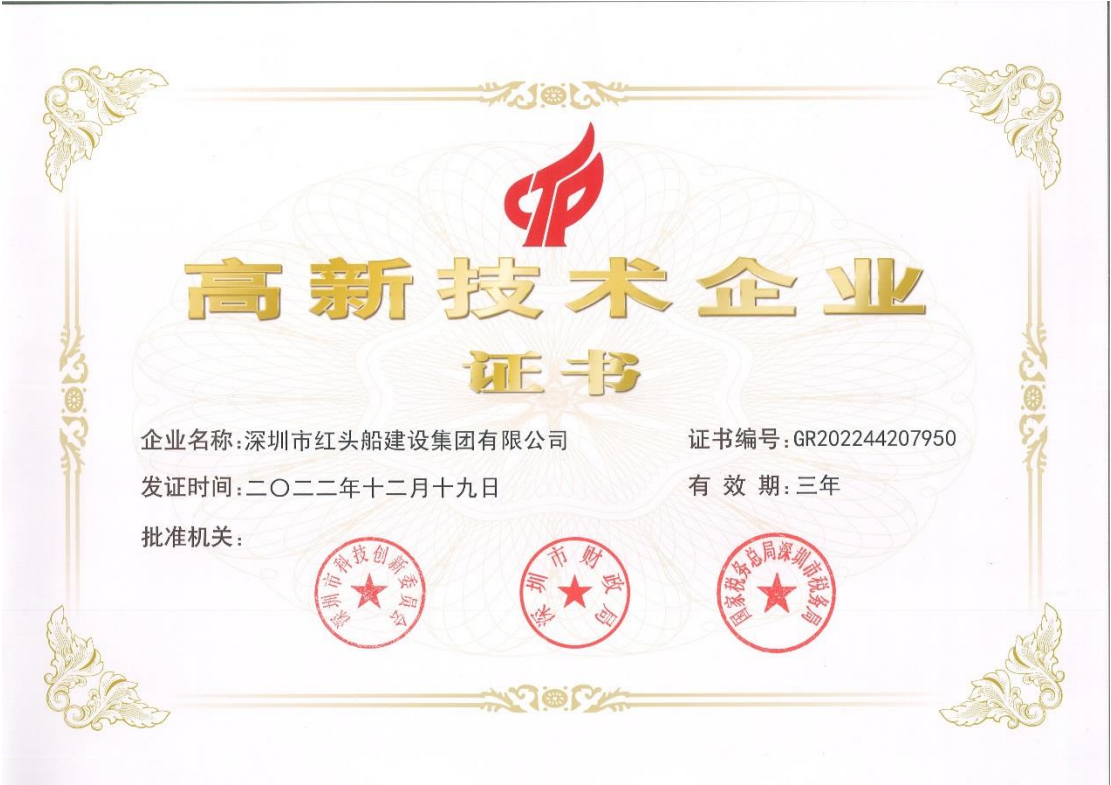 高新技术企业
证书
企业名称:深圳市红头船建设集团有限公司
证书编号:GR202244207950
发证时间:二〇二二年十二月十九日
有 效 期:三年
批准机关:
深圳市科技创新委员会
深圳市财政局
国家税务总局深圳市税务局